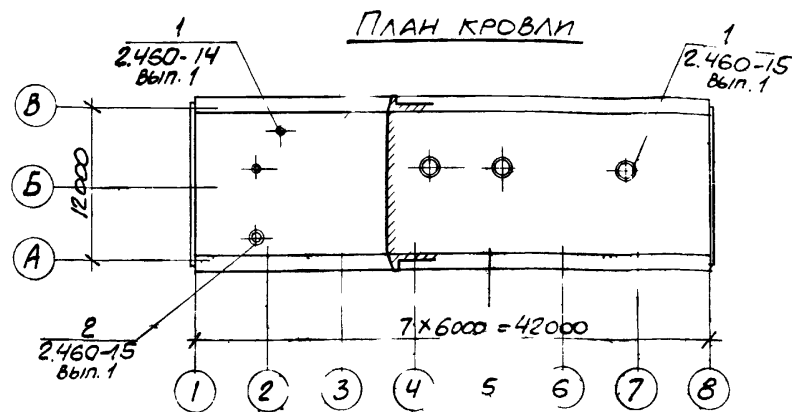 План кровли
1
2.460-14
вып. 1
1
2.460-15
вып. 1
В
Б
А
12000
2
2.460-15
вып. 1
7×6000=42000
1 2 3 4 5 6 7 8